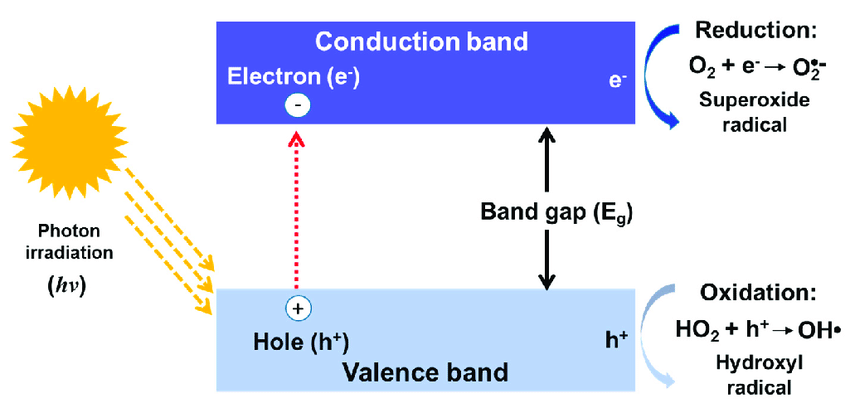 Conduction band
Electron (e-)
-
e-
Reduction:
O₂ + e- → O₂•-
Superoxide
radical
Photon
irradiation
(hν)
Band gap (Eg)
+
Hole (h⁺)
h⁺
Valence band
Oxidation:
HO₂ + h⁺ → OH•
Hydroxyl
radical